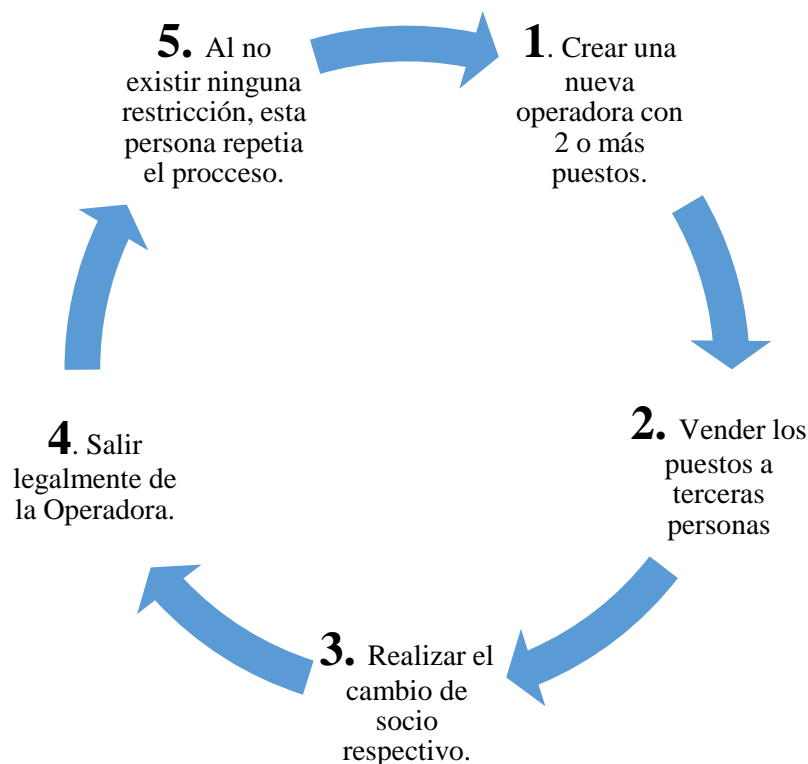 1. Crear una
nueva
operadora con
2 o más
puestos.
2. Vender los
puestos a
terceras
personas
3. Realizar el
cambio de
socio
respectivo.
4. Salir
legalmente de
la Operadora.
5. Al no
existir ninguna
restricción, esta
persona repetia
el procceso.